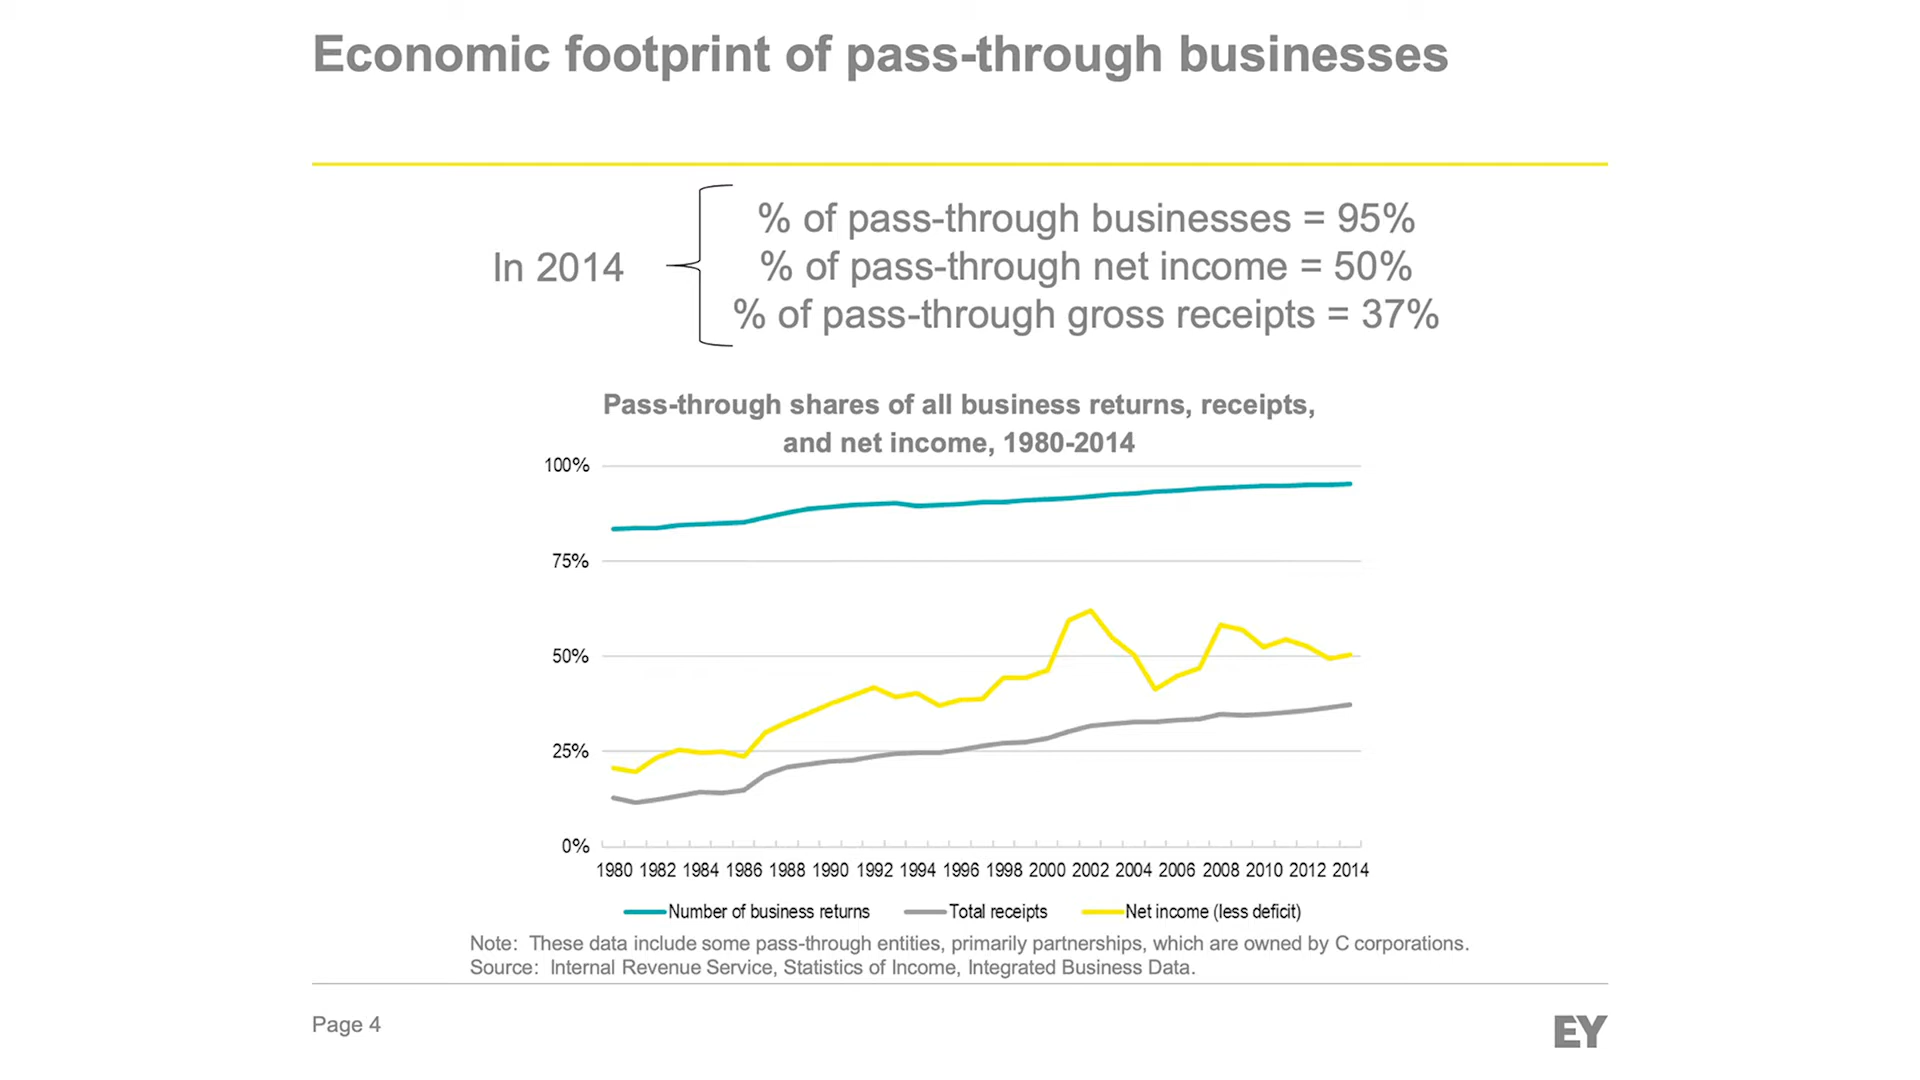 Economic footprint of pass-through businesses
In 2014
% of pass-through businesses = 95%
% of pass-through net income = 50%
% of pass-through gross receipts = 37%
Pass-through shares of all business returns, receipts,
and net income, 1980-2014
100%
75%
50%
25%
0%
1980 1982 1984 1986 1988 1990 1992 1994 1996 1998 2000 2002 2004 2006 2008 2010 2012 2014
Number of business returns Total receipts Net income (less deficit)
Note: These data include some pass-through entities, primarily partnerships, which are owned by C corporations.
Source: Internal Revenue Service, Statistics of Income, Integrated Business Data.
Page 4
EY